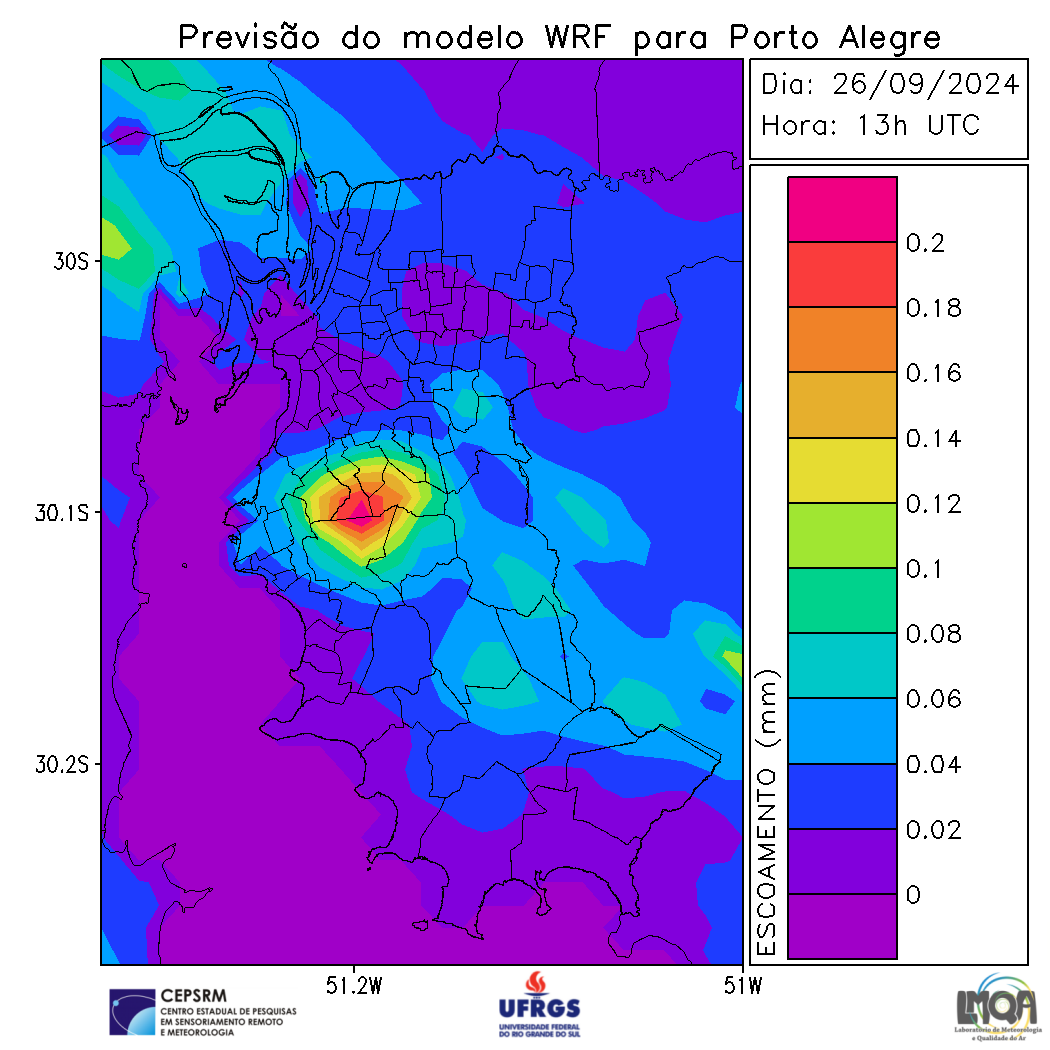 Previsão do modelo WRF para Porto Alegre
Dia: 26/09/2024
Hora: 13h UTC
0.2
0.18
0.16
0.14
0.12
0.1
0.08
0.06
0.04
0.02
0
ESCOAMENTO (mm)
30S
30.1S
30.2S
51.2W
51W
CEPSRM
CENTRO ESTADUAL DE PESQUISAS
EM SENSORIAMENTO REMOTO
E METEOROLOGIA
UFRGS
UNIVERSIDADE FEDERAL
DO RIO GRANDE DO SUL
LMQA
Laboratório de Meteorologia
e Qualidade do Ar